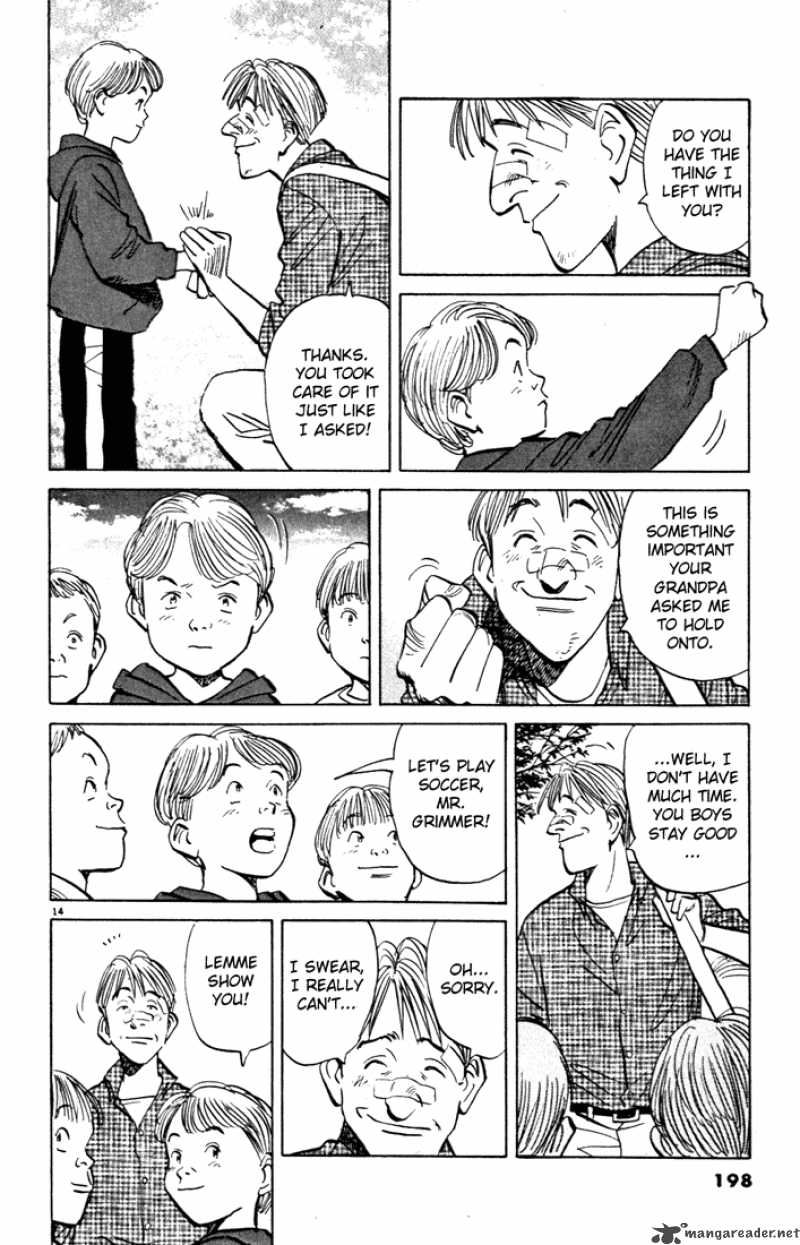 DO YOU
HAVE THE
THING I
LEFT WITH
YOU?
THANKS.
YOU TOOK
CARE OF IT
JUST LIKE
I ASKED!
THIS IS
SOMETHING
IMPORTANT
YOUR
GRANDPA
ASKED ME
TO HOLD
ONTO.
...WELL, I
DON'T HAVE
MUCH TIME.
YOU BOYS
STAY GOOD
...
LET'S PLAY
SOCCER,
MR.
GRIMMER!
14
OH...
SORRY.
I SWEAR,
I REALLY
CAN'T...
LEMME
SHOW
YOU!
198
mangareader.net